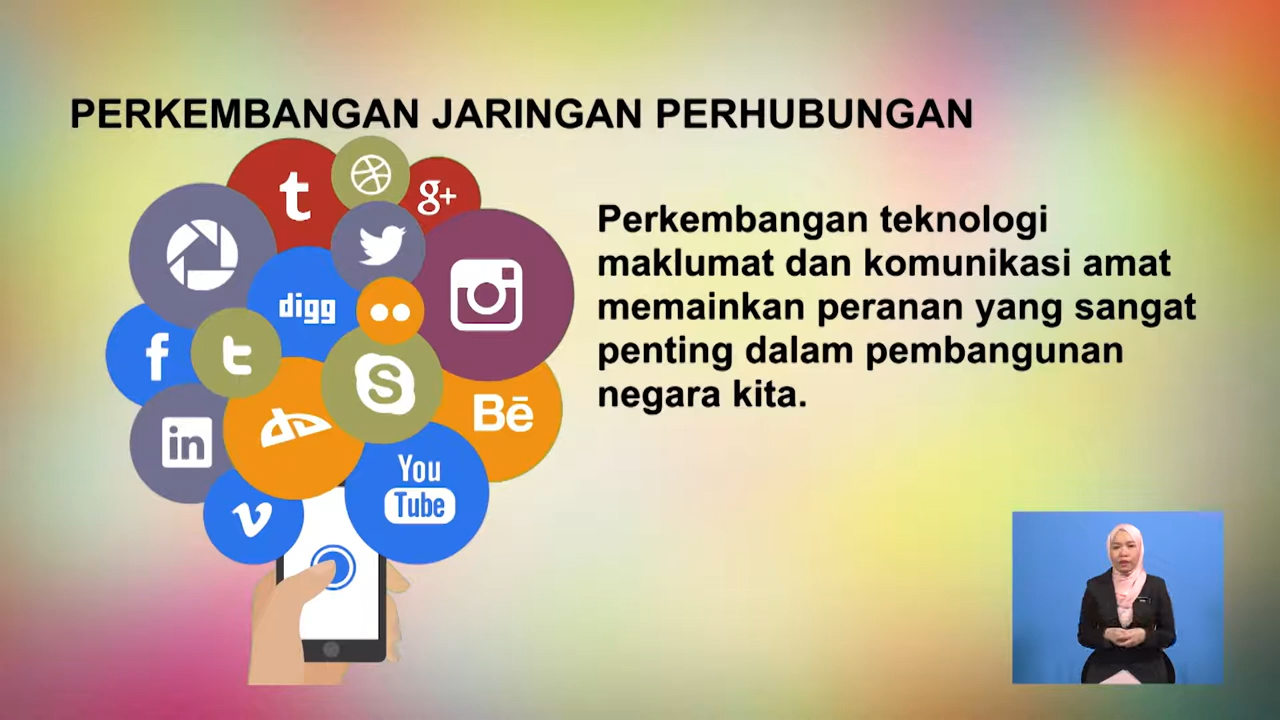 PERKEMBANGAN JARINGAN PERHUBUNGAN
t
g+
digg
f
t
S
Bē
in
You
Tube
v
Perkembangan teknologi
maklumat dan komunikasi amat
memainkan peranan yang sangat
penting dalam pembangunan
negara kita.